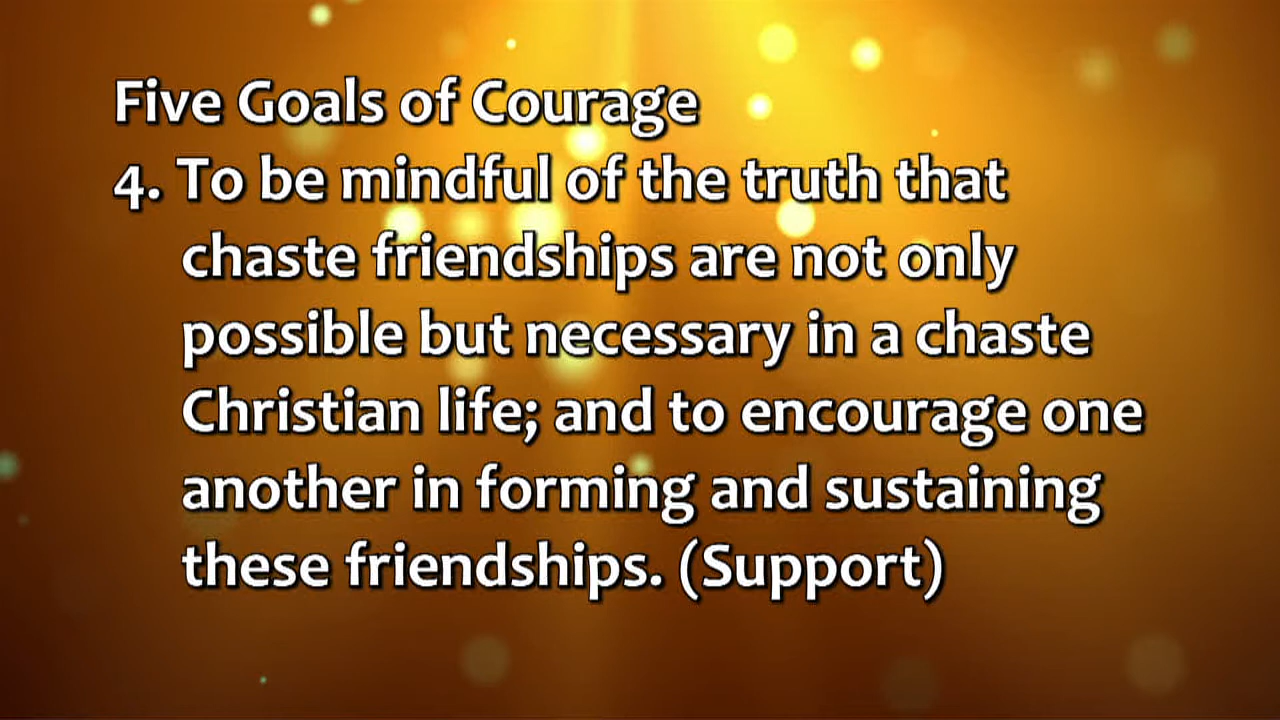 Five Goals of Courage
4. To be mindful of the truth that
chaste friendships are not only
possible but necessary in a chaste
Christian life; and to encourage one
another in forming and sustaining
these friendships. (Support)